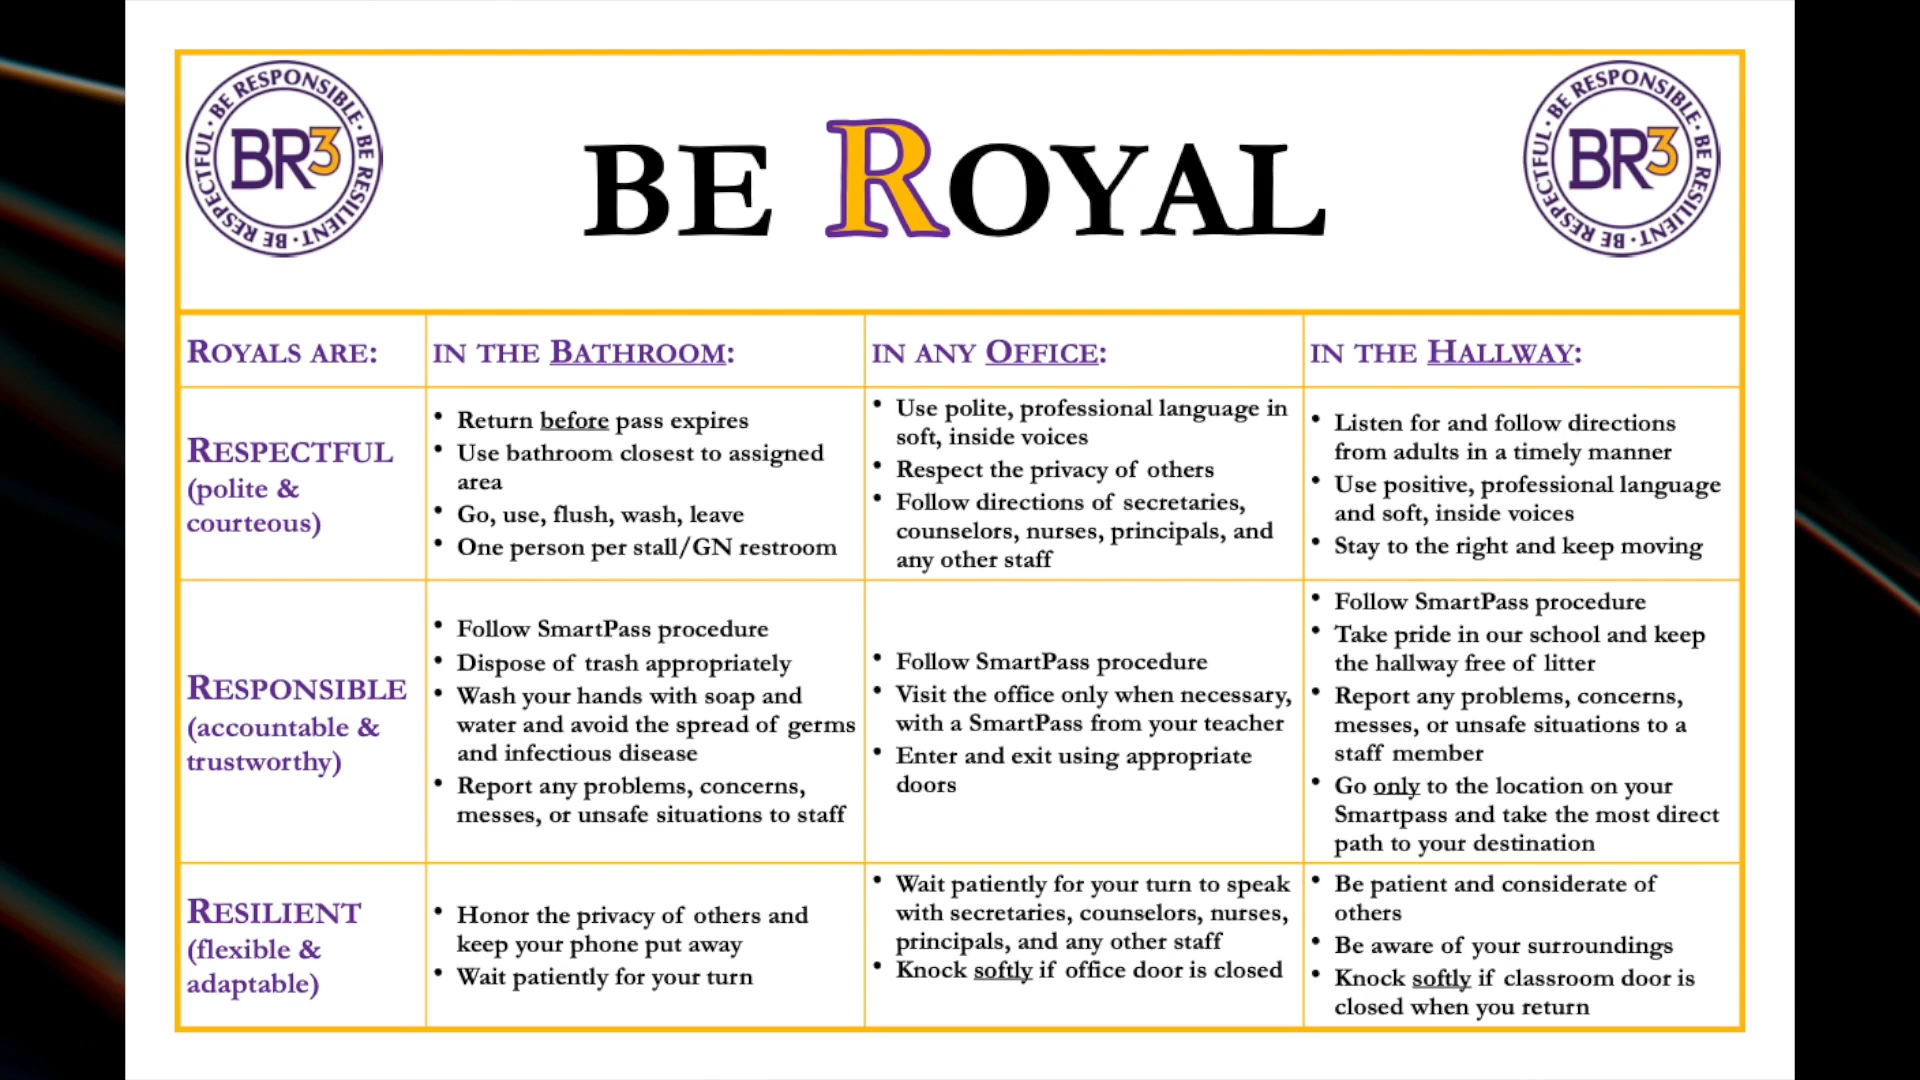 BE RESPECTFUL · BE RESPONSIBLE · BE RESILIENT ·
BR3
BE ROYAL
BE RESPECTFUL · BE RESPONSIBLE · BE RESILIENT ·
BR3
ROYALS ARE:
IN THE BATHROOM:
IN ANY OFFICE:
IN THE HALLWAY:
RESPECTFUL
(polite &
courteous)
• Return before pass expires
• Use bathroom closest to assigned
area
• Go, use, flush, wash, leave
• One person per stall/GN restroom
• Use polite, professional language in
soft, inside voices
• Respect the privacy of others
• Follow directions of secretaries,
counselors, nurses, principals, and
any other staff
• Listen for and follow directions
from adults in a timely manner
• Use positive, professional language
and soft, inside voices
• Stay to the right and keep moving
RESPONSIBLE
(accountable &
trustworthy)
• Follow SmartPass procedure
• Dispose of trash appropriately
• Wash your hands with soap and
water and avoid the spread of germs
and infectious disease
• Report any problems, concerns,
messes, or unsafe situations to staff
• Follow SmartPass procedure
• Visit the office only when necessary,
with a SmartPass from your teacher
• Enter and exit using appropriate
doors
• Follow SmartPass procedure
• Take pride in our school and keep
the hallway free of litter
• Report any problems, concerns,
messes, or unsafe situations to a
staff member
• Go only to the location on your
Smartpass and take the most direct
path to your destination
RESILIENT
(flexible &
adaptable)
• Honor the privacy of others and
keep your phone put away
• Wait patiently for your turn
• Wait patiently for your turn to speak
with secretaries, counselors, nurses,
principals, and any other staff
• Knock softly if office door is closed
• Be patient and considerate of
others
• Be aware of your surroundings
• Knock softly if classroom door is
closed when you return